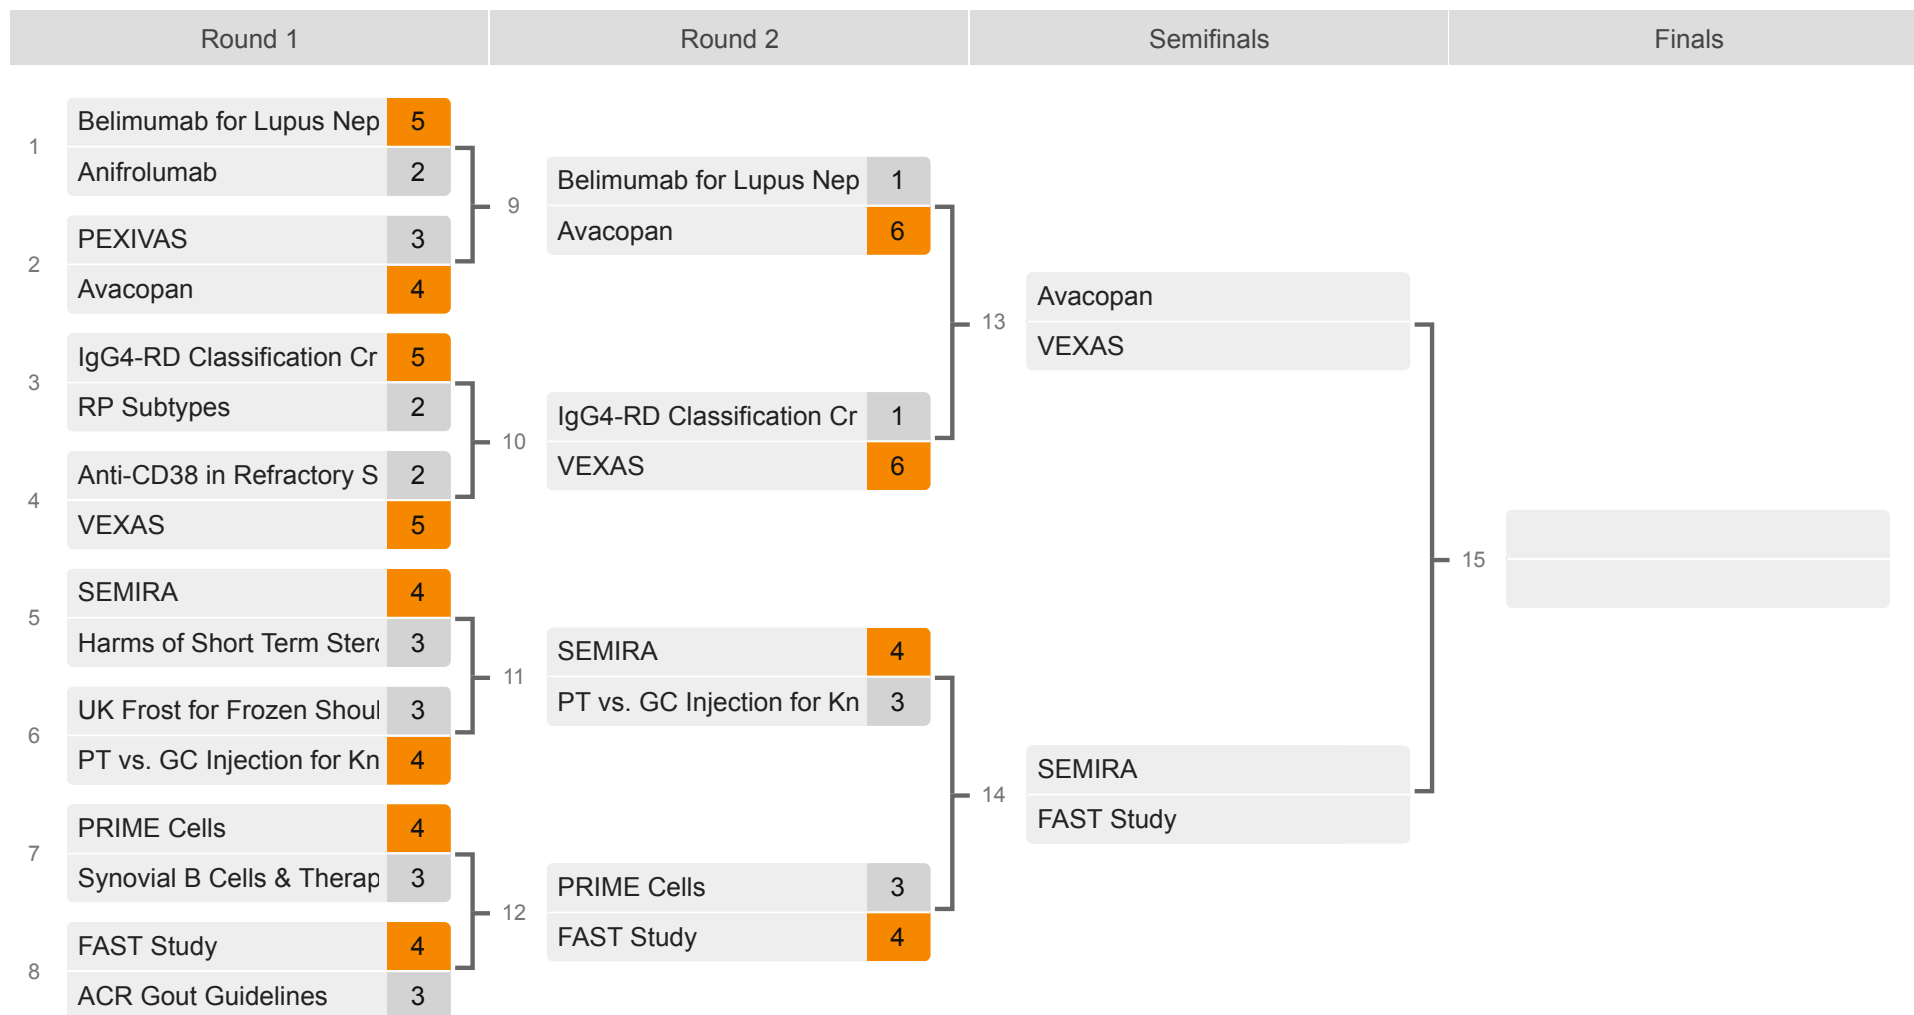 Round 1
Round 2
Semifinals
Finals
1
Belimumab for Lupus Nep 5
Anifrolumab 2
2
PEXIVAS 3
Avacopan 4
3
IgG4-RD Classification Cr 5
RP Subtypes 2
4
Anti-CD38 in Refractory S 2
VEXAS 5
5
SEMIRA 4
Harms of Short Term Stero 3
6
UK Frost for Frozen Shoul 3
PT vs. GC Injection for Kn 4
7
PRIME Cells 4
Synovial B Cells & Therap 3
8
FAST Study 4
ACR Gout Guidelines 3
9
Belimumab for Lupus Nep 1
Avacopan 6
10
IgG4-RD Classification Cr 1
VEXAS 6
11
SEMIRA 4
PT vs. GC Injection for Kn 3
12
PRIME Cells 3
FAST Study 4
13
Avacopan
VEXAS
14
SEMIRA
FAST Study
15